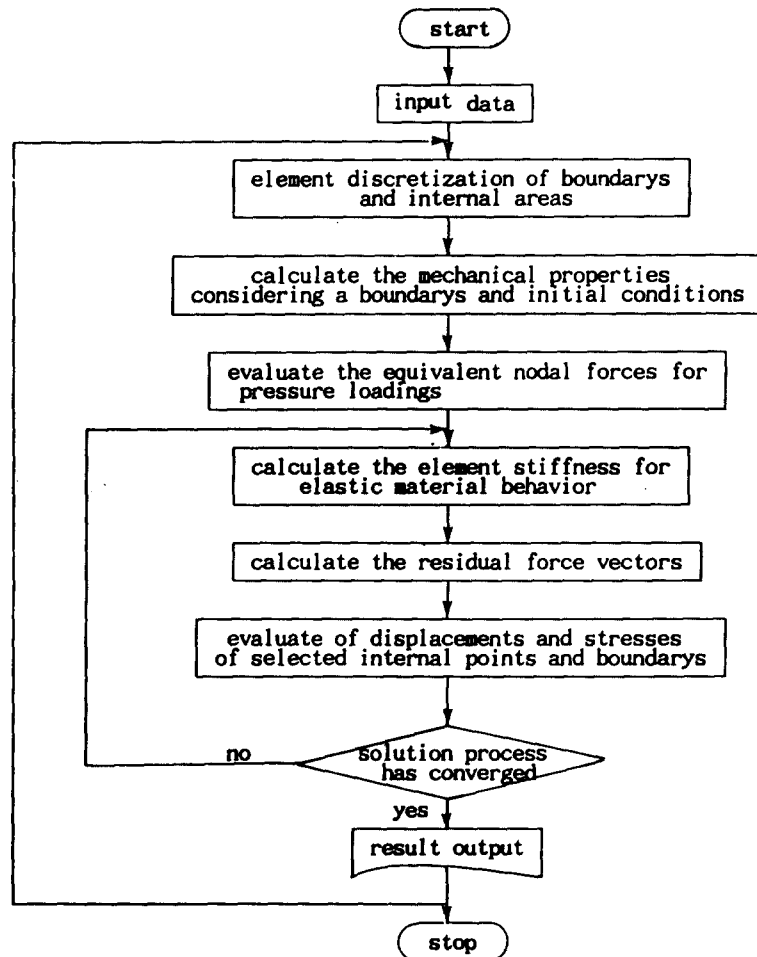 start
input data
element discretization of boundarys
and internal areas
calculate the mechanical properties
considering a boundarys and initial conditions
evaluate the equivalent nodal forces for
pressure loadings
calculate the element stiffness for
elastic material behavior
calculate the residual force vectors
evaluate of displacements and stresses
of selected internal points and boundarys
no
solution process
has converged
yes
result output
stop